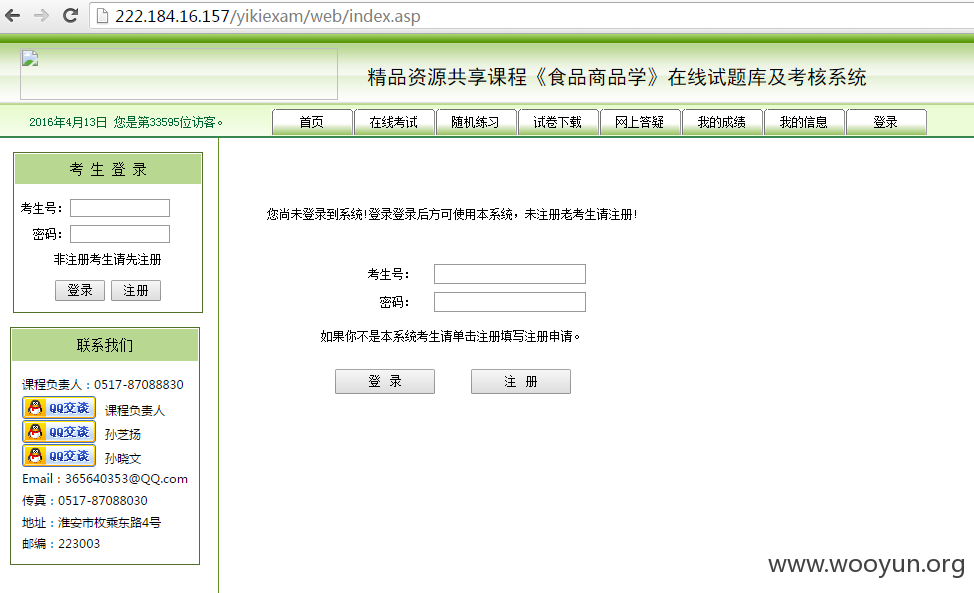 222.184.16.157/yikiexam/web/index.asp
精品资源共享课程《食品商品学》在线试题库及考核系统
2016年4月13日 您是第33595位访客。
首页 在线考试 随机练习 试卷下载 网上答疑 我的成绩 我的信息 登录
考 生 登 录
考生号：
密码：
非注册考生请先注册
登录 注册
您尚未登录到系统!登录登录后方可使用本系统，未注册老考生请注册!
考生号：
密码：
如果你不是本系统考生请单击注册填写注册申请。
登 录 注 册
联系我们
课程负责人：0517-87088830
QQ交谈 课程负责人
QQ交谈 孙芝扬
QQ交谈 孙晓文
Email：365640353@QQ.com
传真：0517-87088030
地址：淮安市枚乘东路4号
邮编：223003
www.wooyun.org